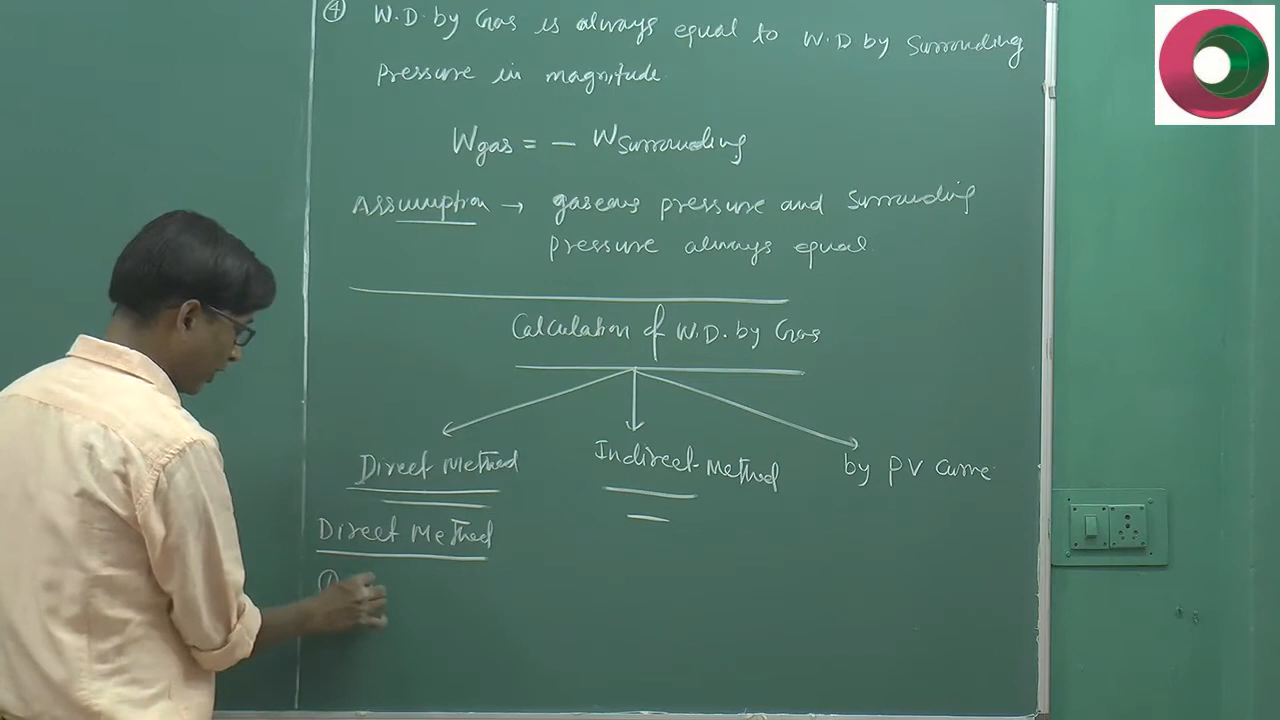 ④ W.D. by Gas is always equal to W.D by Surrounding
Pressure in magnitude.
Wgas = - Wsurrounding
Assumption → gaseous pressure and surrounding
pressure always equal.
Calculation of W.D. by Gas
Direct Method Indirect Method by PV curve
Direct Method
①